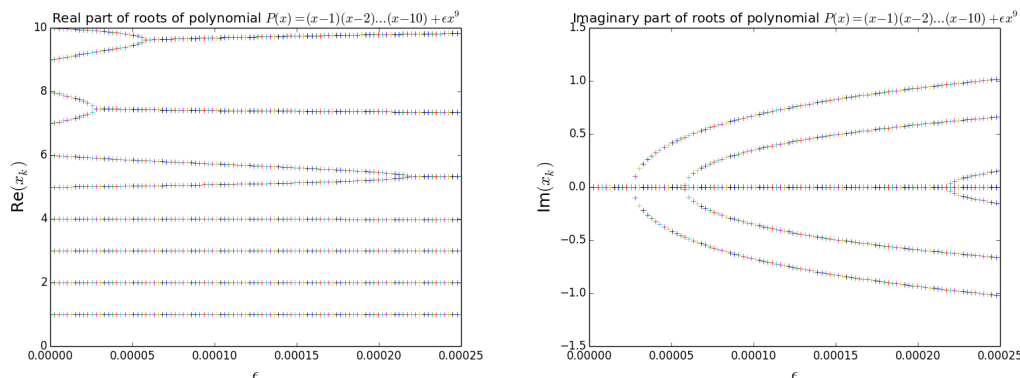 Real part of roots of polynomial P(x)=(x−1)(x−2)...(x−10)+ϵx⁹
10
8
6
4
2
0
Re(xₖ)
0.00000 0.00005 0.00010 0.00015 0.00020 0.00025
ϵ
Imaginary part of roots of polynomial P(x)=(x−1)(x−2)...(x−10)+ϵx⁹
1.5
1.0
0.5
0.0
−0.5
−1.0
−1.5
Im(xₖ)
0.00000 0.00005 0.00010 0.00015 0.00020 0.00025
ϵ